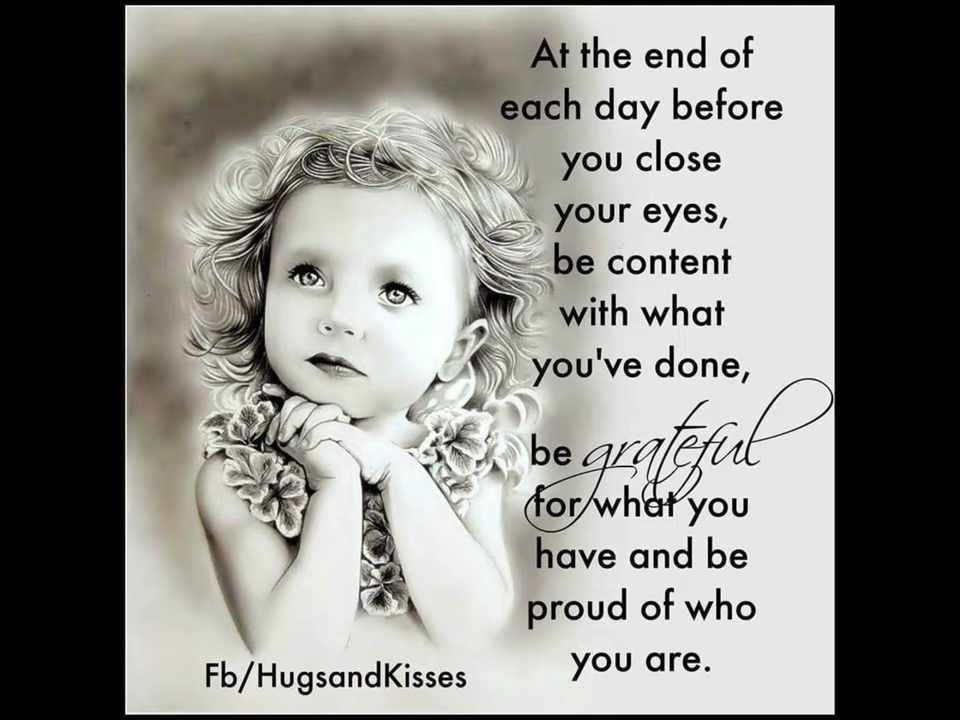 At the end of
each day before
you close
your eyes,
be content
with what
you've done,
be grateful
for what you
have and be
proud of who
you are.
Fb/HugsandKisses